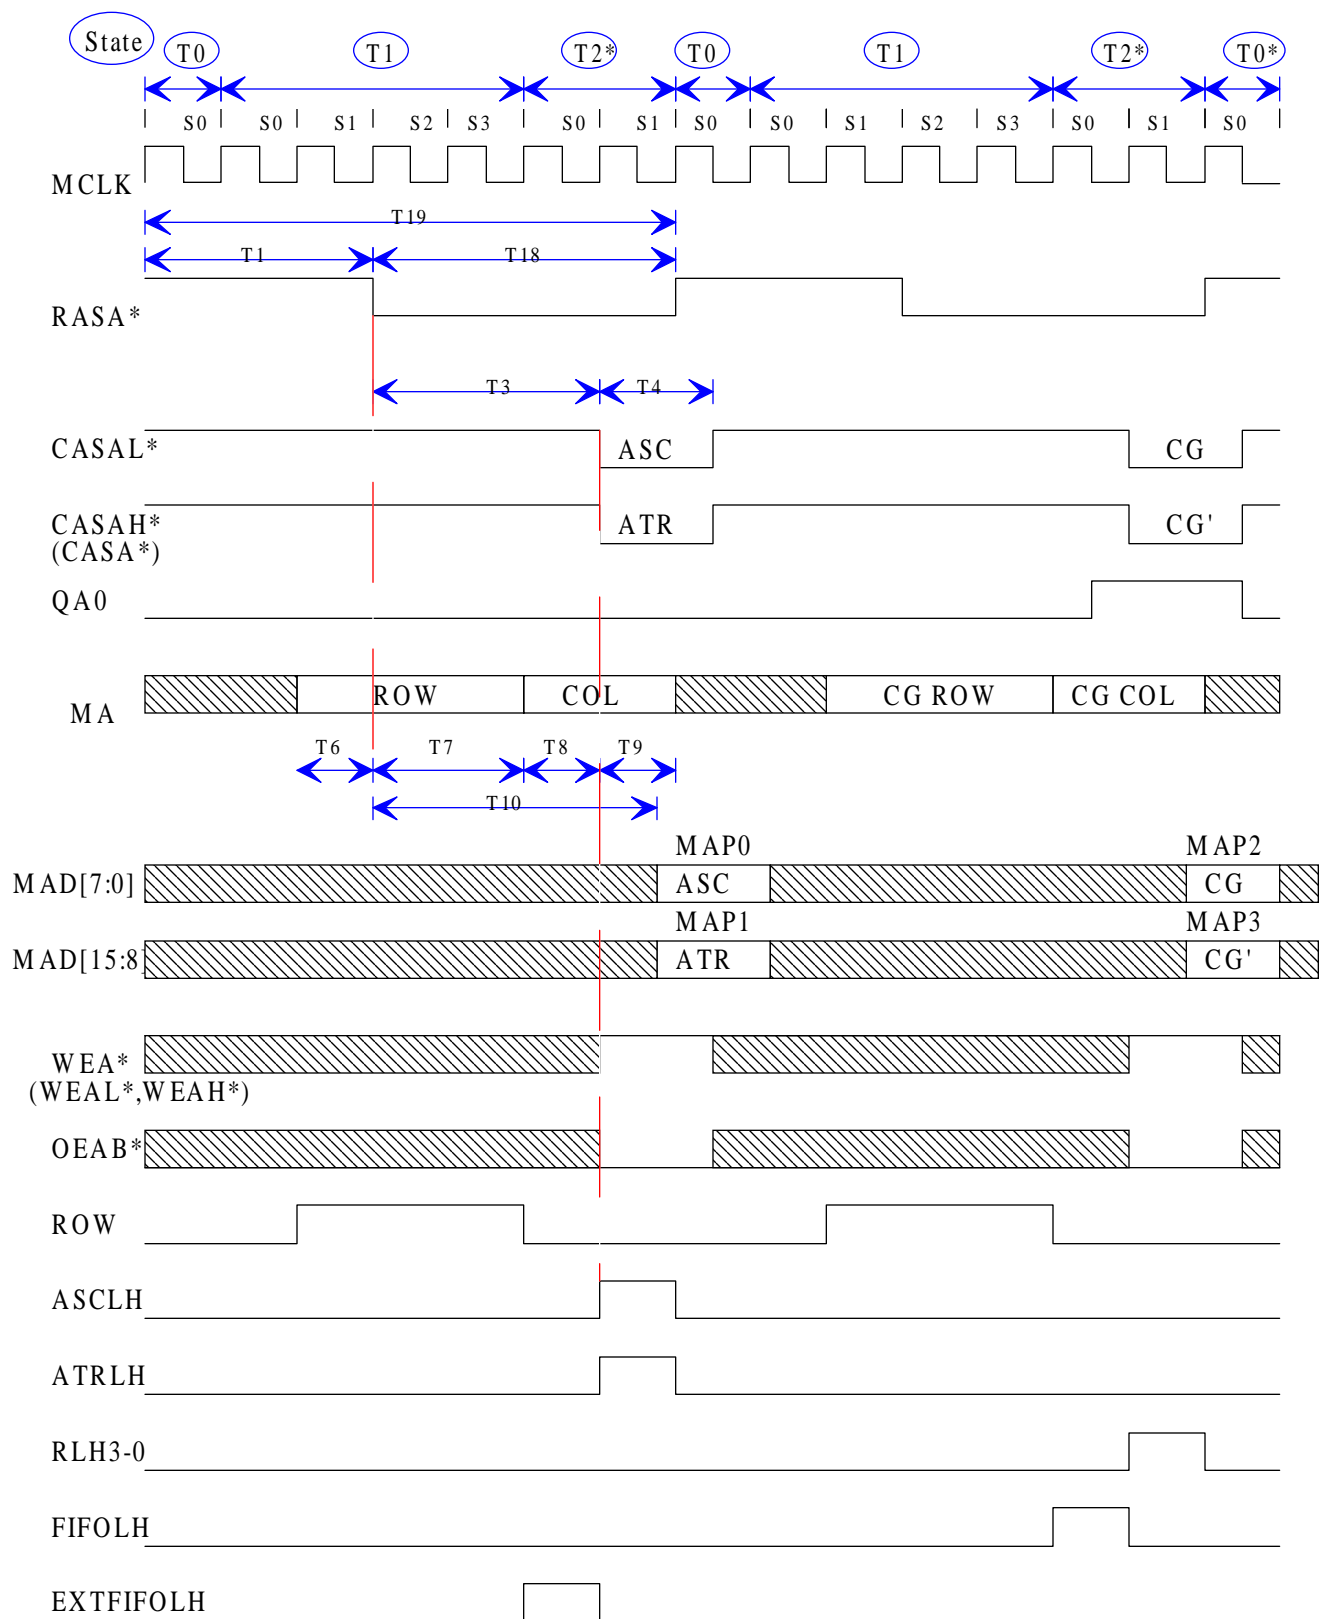 State T0 T1 T2* T0 T1 T2* T0*
S0 S0 S1 S2 S3 S0 S1 S0 S0 S1 S2 S3 S0 S1 S0
MCLK
T19
T1 T18
RASA*
T3 T4
CASAL* ASC CG
CASAH* ATR CG'
(CASA*)
QA0
MA ROW COL CG ROW CG COL
T6 T7 T8 T9
T10
MAP0 MAP2
MAD[7:0] ASC CG
MAP1 MAP3
MAD[15:8] ATR CG'
WEA*
(WEAL*,WEAH*)
OEAB*
ROW
ASCLH
ATRLH
RLH3-0
FIFOLH
EXTFIFOLH